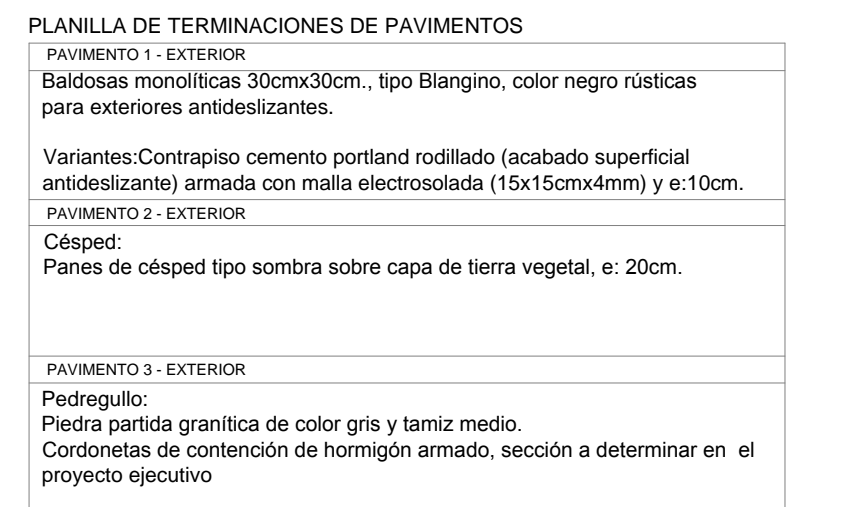 PLANILLA DE TERMINACIONES DE PAVIMENTOS
PAVIMENTO 1 - EXTERIOR
Baldosas monolíticas 30cmx30cm., tipo Blangino, color negro rústicas
para exteriores antideslizantes.
Variantes:Contrapiso cemento portland rodillado (acabado superficial
antideslizante) armada con malla electrosolada (15x15cmx4mm) y e:10cm.
PAVIMENTO 2 - EXTERIOR
Césped:
Panes de césped tipo sombra sobre capa de tierra vegetal, e: 20cm.
PAVIMENTO 3 - EXTERIOR
Pedregullo:
Piedra partida granítica de color gris y tamiz medio.
Cordonetas de contención de hormigón armado, sección a determinar en  el
proyecto ejecutivo